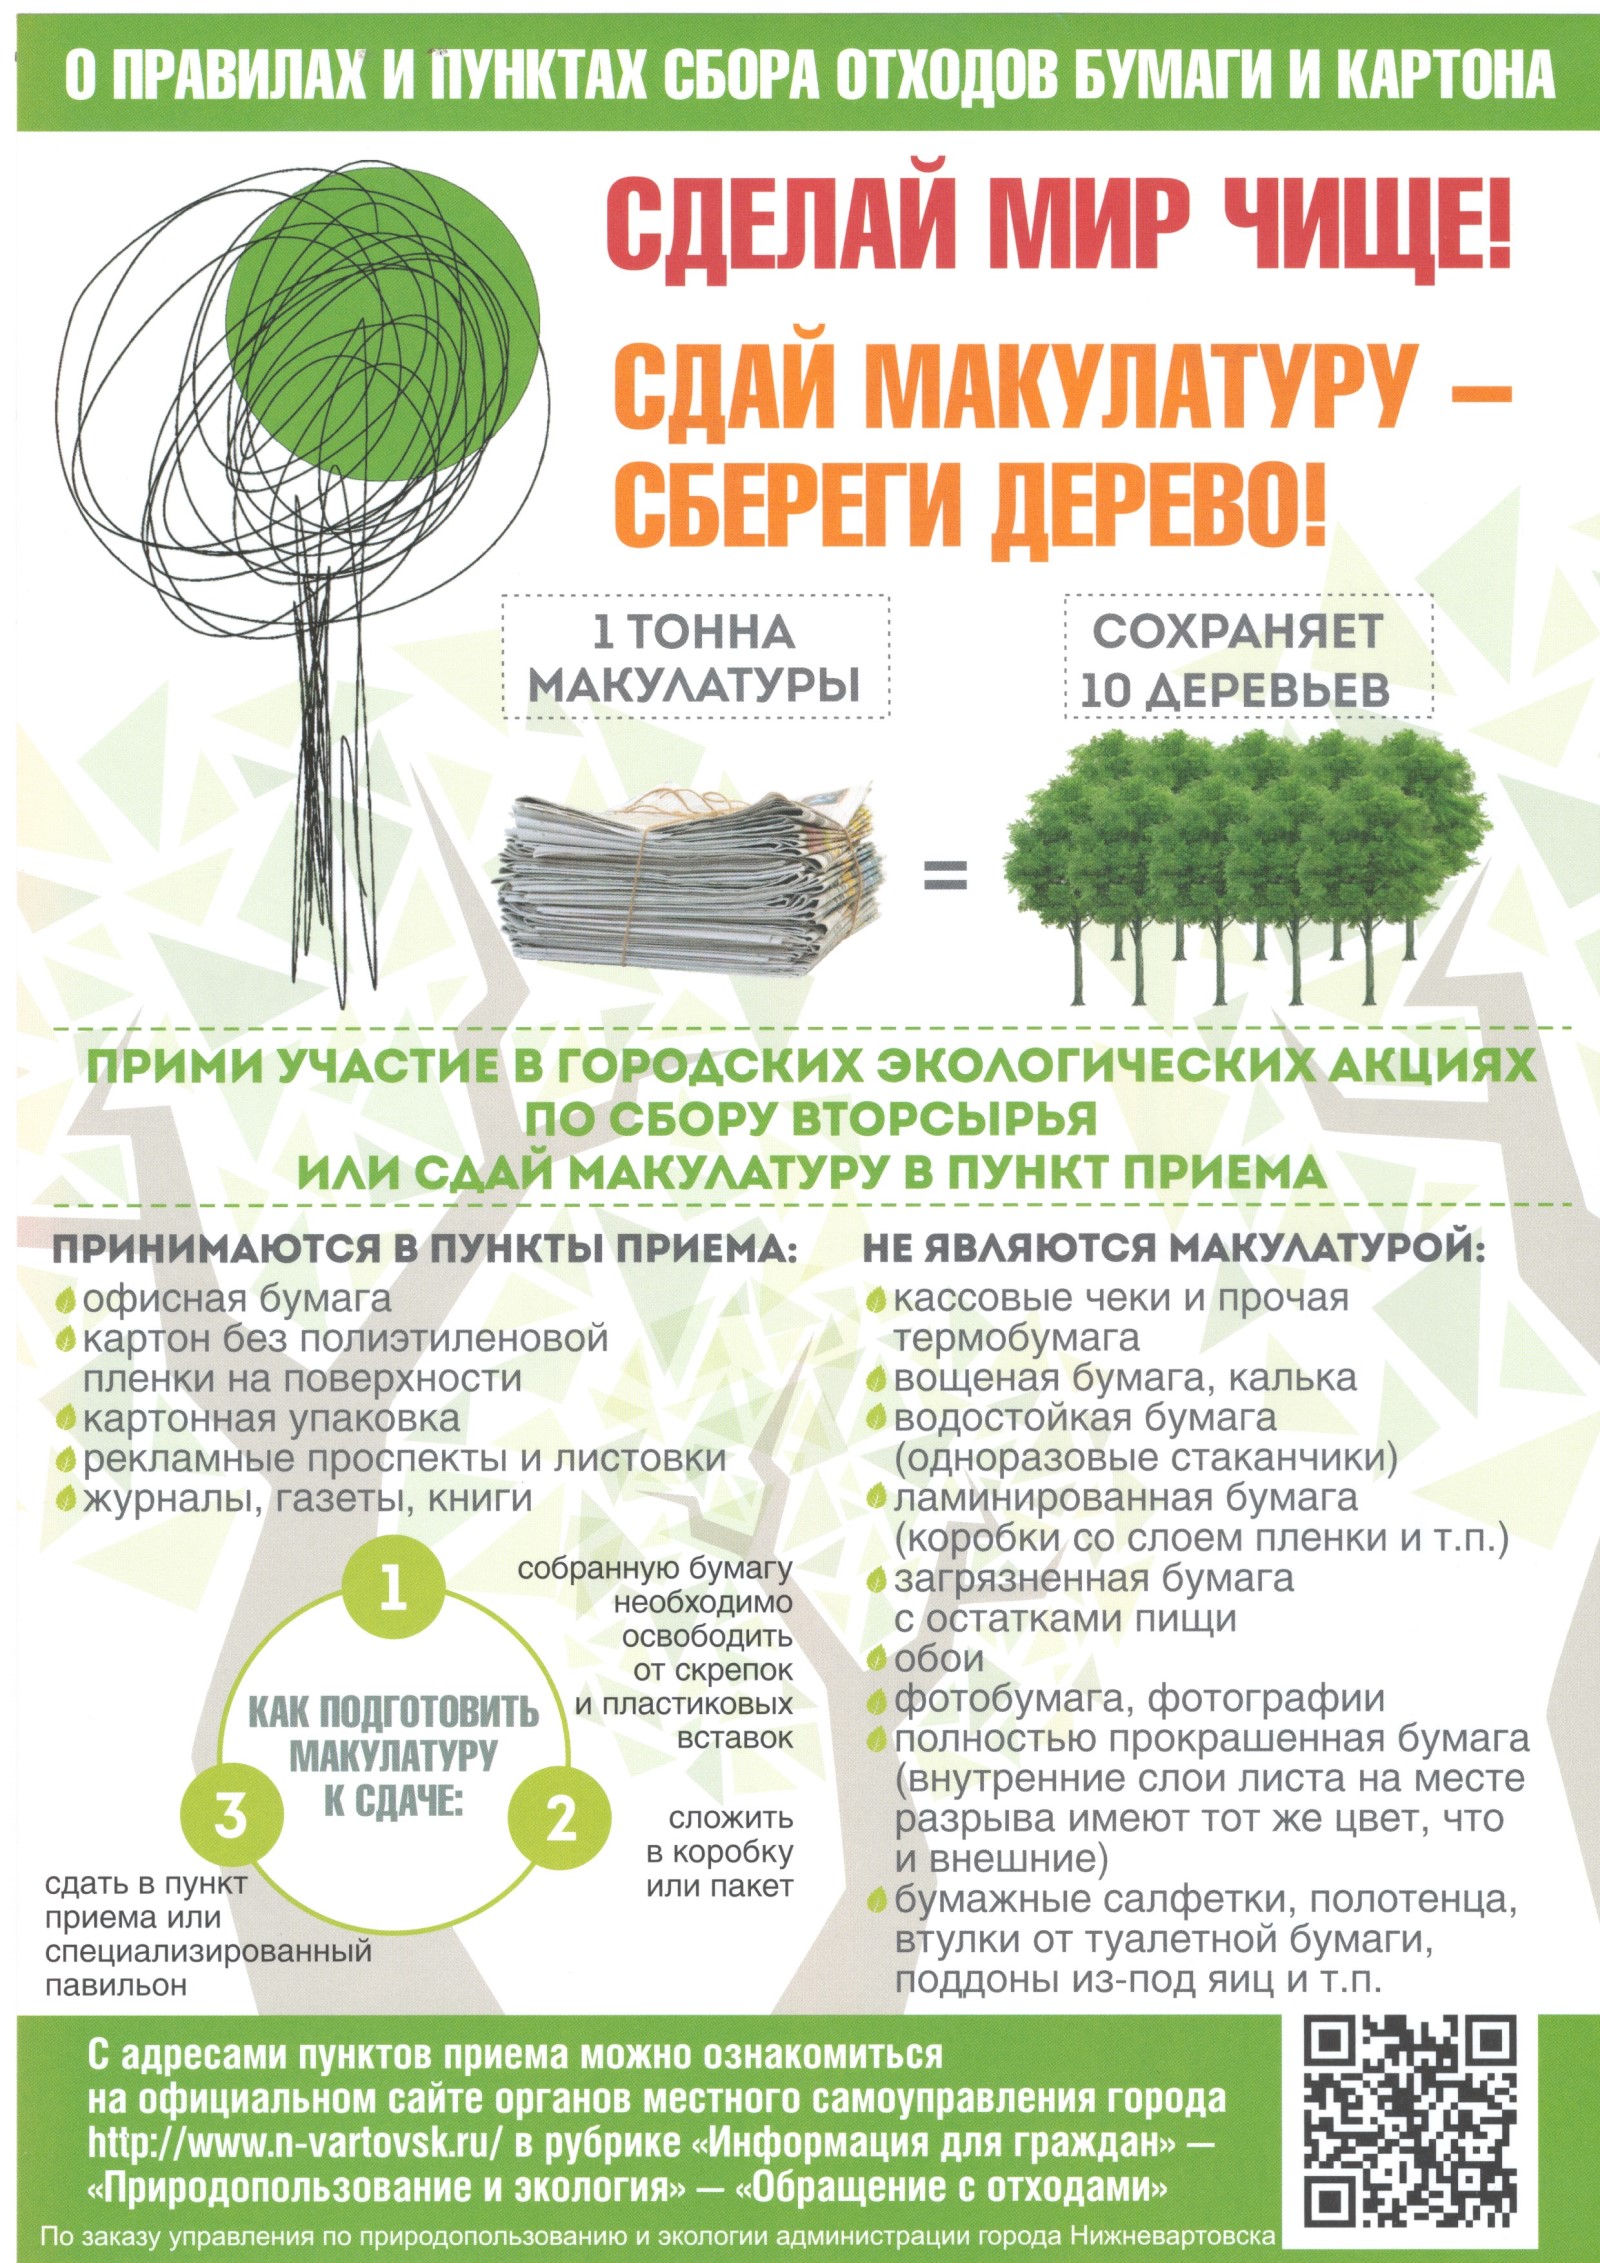 О ПРАВИЛАХ И ПУНКТАХ СБОРА ОТХОДОВ БУМАГИ И КАРТОНА
СДЕЛАЙ МИР ЧИЩЕ!
СДАЙ МАКУЛАТУРУ –
СБЕРЕГИ ДЕРЕВО!
1 ТОННА
МАКУЛАТУРЫ
=
СОХРАНЯЕТ
10 ДЕРЕВЬЕВ
ПРИМИ УЧАСТИЕ В ГОРОДСКИХ ЭКОЛОГИЧЕСКИХ АКЦИЯХ
ПО СБОРУ ВТОРСЫРЬЯ
ИЛИ СДАЙ МАКУЛАТУРУ В ПУНКТ ПРИЕМА
ПРИНИМАЮТСЯ В ПУНКТЫ ПРИЕМА:
офисная бумага
картон без полиэтиленовой
пленки на поверхности
картонная упаковка
рекламные проспекты и листовки
журналы, газеты, книги
КАК ПОДГОТОВИТЬ
МАКУЛАТУРУ
К СДАЧЕ:
1
собранную бумагу
необходимо
освободить
от скрепок
и пластиковых
вставок
2
сложить
в коробку
или пакет
3
сдать в пункт
приема или
специализированный
павильон
НЕ ЯВЛЯЮТСЯ МАКУЛАТУРОЙ:
кассовые чеки и прочая
термобумага
вощеная бумага, калька
водостойкая бумага
(одноразовые стаканчики)
ламинированная бумага
(коробки со слоем пленки и т.п.)
загрязненная бумага
с остатками пищи
обои
фотобумага, фотографии
полностью прокрашенная бумага
(внутренние слои листа на месте
разрыва имеют тот же цвет, что
и внешние)
бумажные салфетки, полотенца,
втулки от туалетной бумаги,
поддоны из-под яиц и т.п.
С адресами пунктов приема можно ознакомиться
на официальном сайте органов местного самоуправления города
http://www.n-vartovsk.ru/ в рубрике «Информация для граждан» —
«Природопользование и экология» — «Обращение с отходами»
По заказу управления по природопользованию и экологии администрации города Нижневартовска